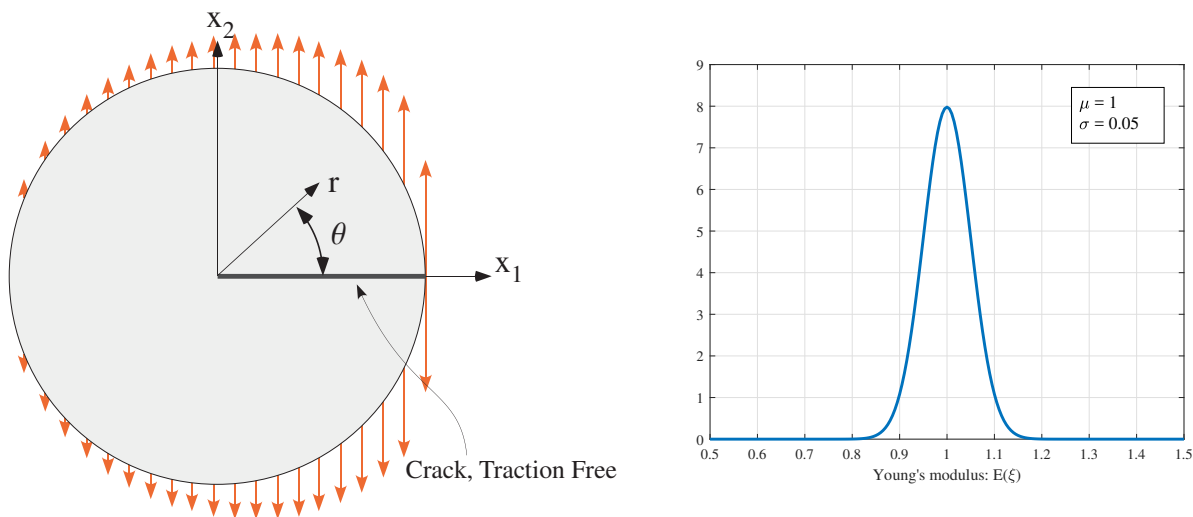 x₂
r
θ
x₁
Crack, Traction Free
9
8
7
6
5
4
3
2
1
0
μ = 1
σ = 0.05
0.5 0.6 0.7 0.8 0.9 1 1.1 1.2 1.3 1.4 1.5
Young's modulus: E(ξ)